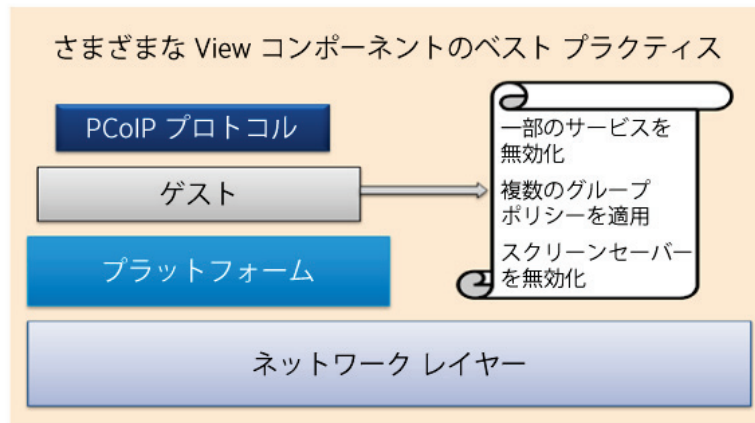 さまざまな View コンポーネントのベスト プラクティス
PCoIP プロトコル
ゲスト
プラットフォーム
ネットワーク レイヤー
一部のサービスを
無効化
複数のグループ
ポリシーを適用
スクリーンセーバー
を無効化